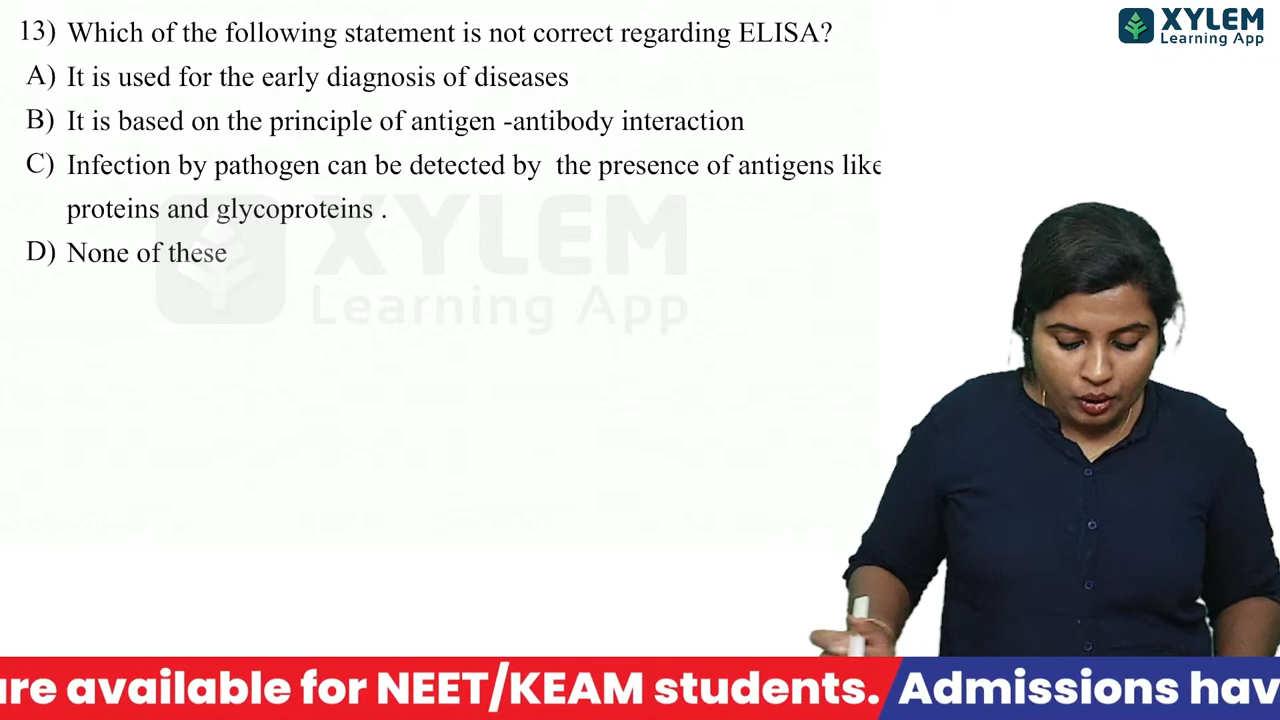 13) Which of the following statement is not correct regarding ELISA?
A) It is used for the early diagnosis of diseases
B) It is based on the principle of antigen -antibody interaction
C) Infection by pathogen can be detected by the presence of antigens like
proteins and glycoproteins .
D) None of these
XYLEM
Learning App
XYLEM
Learning App
are available for NEET/KEAM students. Admissions hav